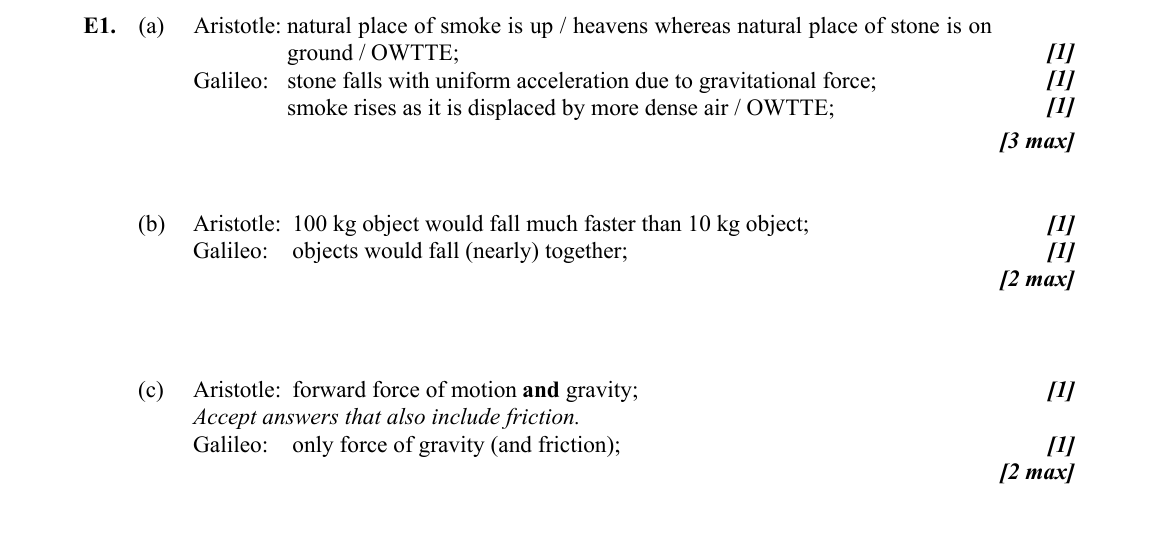 E1. (a) Aristotle: natural place of smoke is up / heavens whereas natural place of stone is on
ground / OWTTE; [1]
Galileo: stone falls with uniform acceleration due to gravitational force; [1]
smoke rises as it is displaced by more dense air / OWTTE; [1]
[3 max]
(b) Aristotle: 100 kg object would fall much faster than 10 kg object; [1]
Galileo: objects would fall (nearly) together; [1]
[2 max]
(c) Aristotle: forward force of motion and gravity; [1]
Accept answers that also include friction.
Galileo: only force of gravity (and friction); [1]
[2 max]